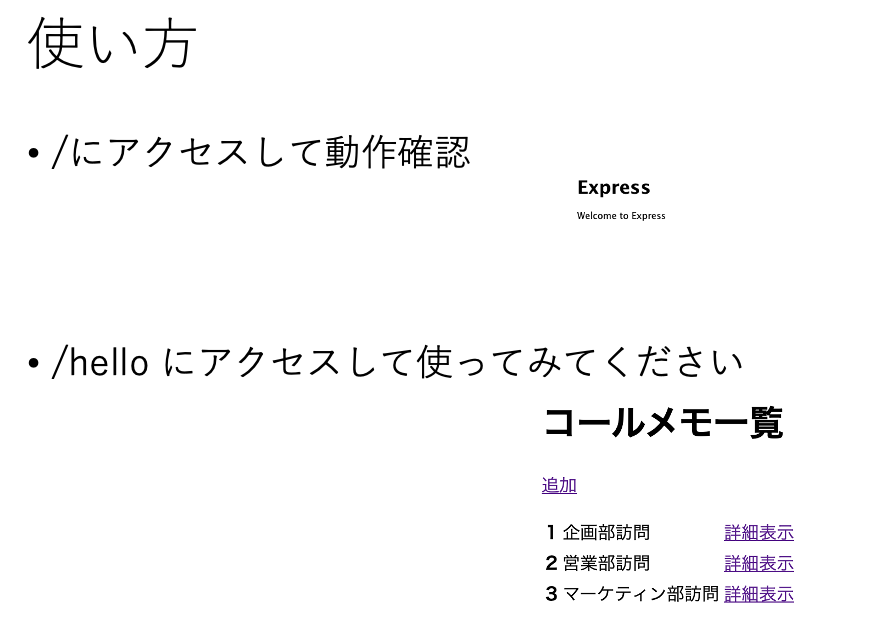 使い方
• /にアクセスして動作確認
Express
Welcome to Express
• /hello にアクセスして使ってみてください
コールメモ一覧
追加
1 企画部訪問 詳細表示
2 営業部訪問 詳細表示
3 マーケティン部訪問 詳細表示